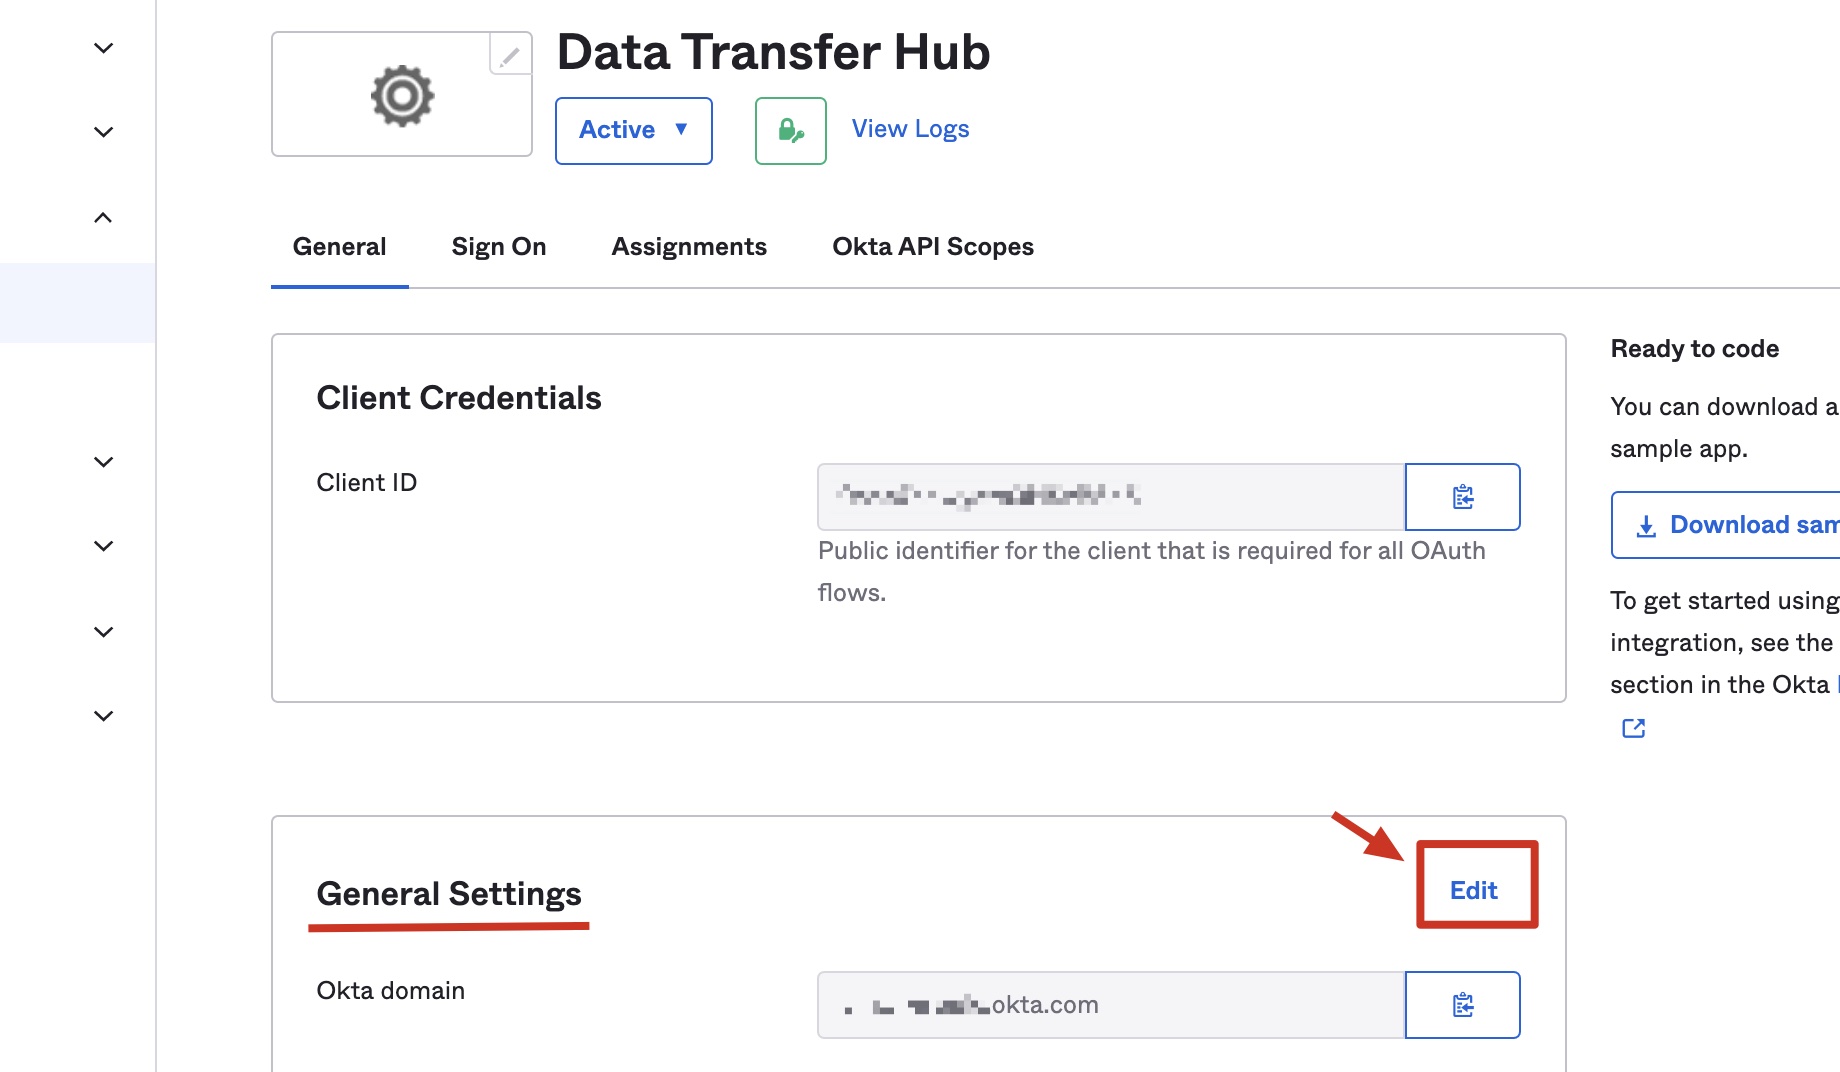 Data Transfer Hub
Active
View Logs
General
Sign On
Assignments
Okta API Scopes
Client Credentials
Client ID
Public identifier for the client that is required for all OAuth
flows.
Ready to code
You can download a
sample app.
Download sam
To get started using
integration, see the
section in the Okta
General Settings
Edit
Okta domain
okta.com